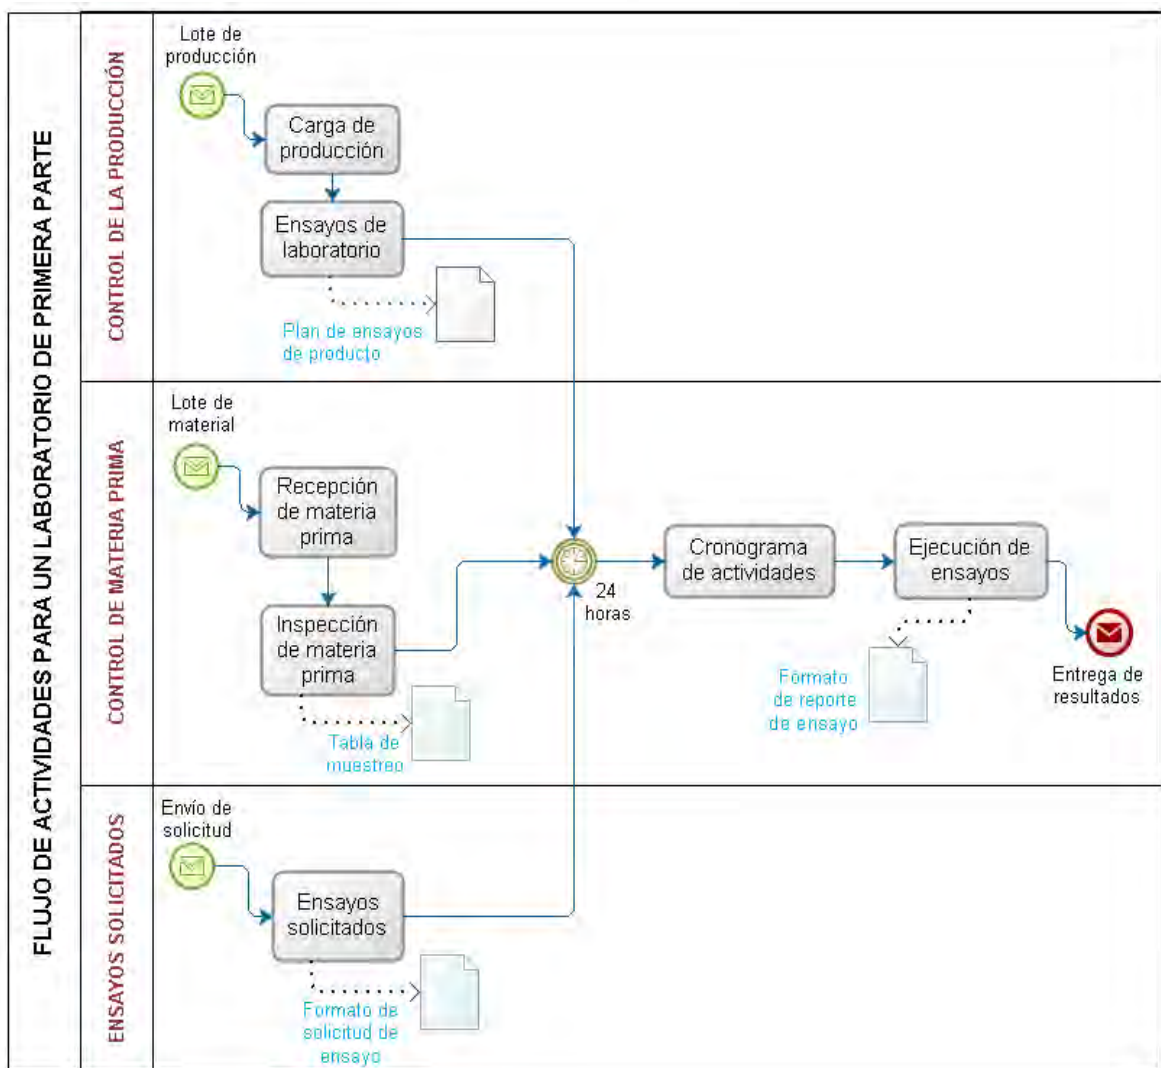 FLUJO DE ACTIVIDADES PARA UN LABORATORIO DE PRIMERA PARTE
CONTROL DE LA PRODUCCIÓN
Lote de
producción
Carga de
producción
Ensayos de
laboratorio
Plan de ensayos
de producto
CONTROL DE MATERIA PRIMA
Lote de
material
Recepción
de materia
prima
Inspección
de materia
prima
Tabla de
muestreo
24
horas
Cronograma
de actividades
Ejecución de
ensayos
Formato
de reporte
de ensayo
Entrega de
resultados
ENSAYOS SOLICITADOS
Envío de
solicitud
Ensayos
solicitados
Formato de
solicitud de
ensayo